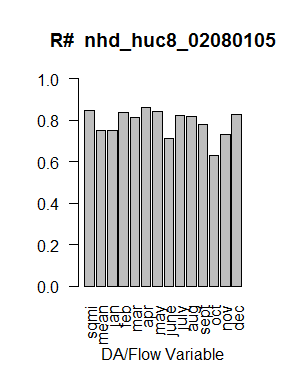 R#  nhd_huc8_02080105
1.0
0.8
0.6
0.4
0.2
0.0
sqmi
mean
jan
feb
mar
apr
may
june
july
aug
sept
oct
nov
dec
DA/Flow Variable